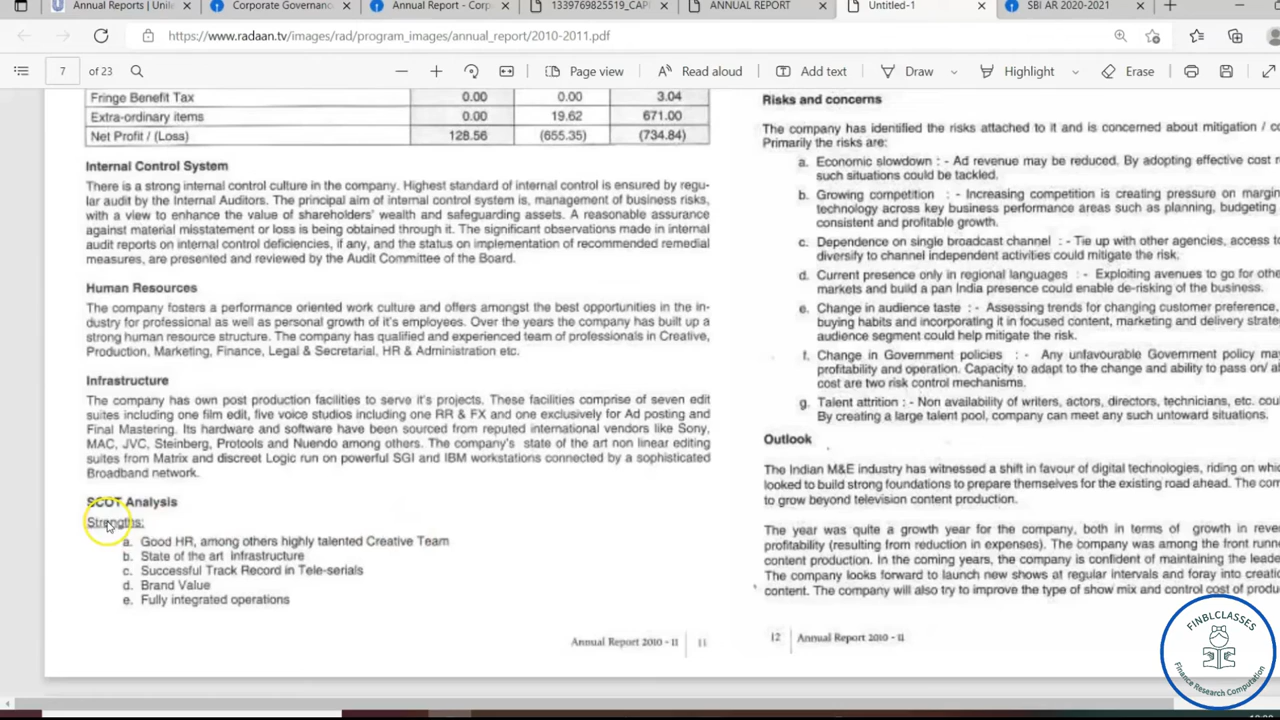 Annual Reports | Unile
Corporate Governanc
Annual Report - Corp
1339769825519_CAPI
ANNUAL REPORT
Untitled-1
SBI AR 2020-2021
https://www.radaan.tv/images/rad/program_images/annual_report/2010-2011.pdf
7 of 23
Page view
Read aloud
Add text
Draw
Highlight
Erase
Fringe Benefit Tax 0.00 0.00 3.04
Extra-ordinary items 0.00 19.62 671.00
Net Profit / (Loss) 128.56 (655.35) (734.84)
Internal Control System
There is a strong internal control culture in the company. Highest standard of internal control is ensured by regu-
lar audit by the Internal Auditors. The principal aim of internal control system is, management of business risks,
with a view to enhance the value of shareholders' wealth and safeguarding assets. A reasonable assurance
against material misstatement or loss is being obtained through it. The significant observations made in internal
audit reports on internal control deficiencies, if any, and the status on implementation of recommended remedial
measures, are presented and reviewed by the Audit Committee of the Board.
Human Resources
The company fosters a performance oriented work culture and offers amongst the best opportunities in the in-
dustry for professional as well as personal growth of it's employees. Over the years the company has built up a
strong human resource structure. The company has qualified and experienced team of professionals in Creative,
Production, Marketing, Finance, Legal & Secretarial, HR & Administration etc.
Infrastructure
The company has own post production facilities to serve it's projects. These facilities comprise of seven edit
suites including one film edit, five voice studios including one RR & FX and one exclusively for Ad posting and
Final Mastering. Its hardware and software have been sourced from reputed international vendors like Sony,
MAC, JVC, Steinberg, Protools and Nuendo among others. The company's state of the art non linear editing
suites from Matrix and discreet Logic run on powerful SGI and IBM workstations connected by a sophisticated
Broadband network.
SCOT Analysis
Strengths:
a. Good HR, among others highly talented Creative Team
b. State of the art Infrastructure
c. Successful Track Record in Tele-serials
d. Brand Value
e. Fully integrated operations
Annual Report 2010 - 11 | 11
Risks and concerns
The company has identified the risks attached to it and is concerned about mitigation / co
Primarily the risks are:
a. Economic slowdown : - Ad revenue may be reduced. By adopting effective cost r
such situations could be tackled.
b. Growing competition : - Increasing competition is creating pressure on margin
technology across key business performance areas such as planning, budgeting
consistent and profitable growth.
c. Dependence on single broadcast channel : - Tie up with other agencies, access to
diversity to channel independent activities could mitigate the risk.
d. Current presence only in regional languages : - Exploiting avenues to go for othe
markets and build a pan India presence could enable de-risking of the business.
e. Change in audience taste : - Assessing trends for changing customer preference,
buying habits and incorporating it in focused content, marketing and delivery strate
audience segment could help mitigate the risk.
f. Change in Government policies : - Any unfavourable Government policy may
profitability and operation. Capacity to adapt to the change and ability to pass on/ a
cost are two risk control mechanisms.
g. Talent attrition : - Non availability of writers, actors, directors, technicians, etc. cou
By creating a large talent pool, company can meet any such untoward situations.
Outlook
The Indian M&E industry has witnessed a shift in favour of digital technologies, riding on whic
looked to build strong foundations to prepare themselves for the existing road ahead. The com
to grow beyond television content production.
The year was quite a growth year for the company, both in terms of growth in reve
profitability (resulting from reduction in expenses). The company was among the front runne
content production. In the coming years, the company is confident of maintaining the leade
The company looks forward to launch new shows at regular intervals and foray into creatio
content. The company will also try to improve the type of show mix and control cost of produ
12 | Annual Report 2010 - 11
FINBLCLASSES
Finance Research Computation